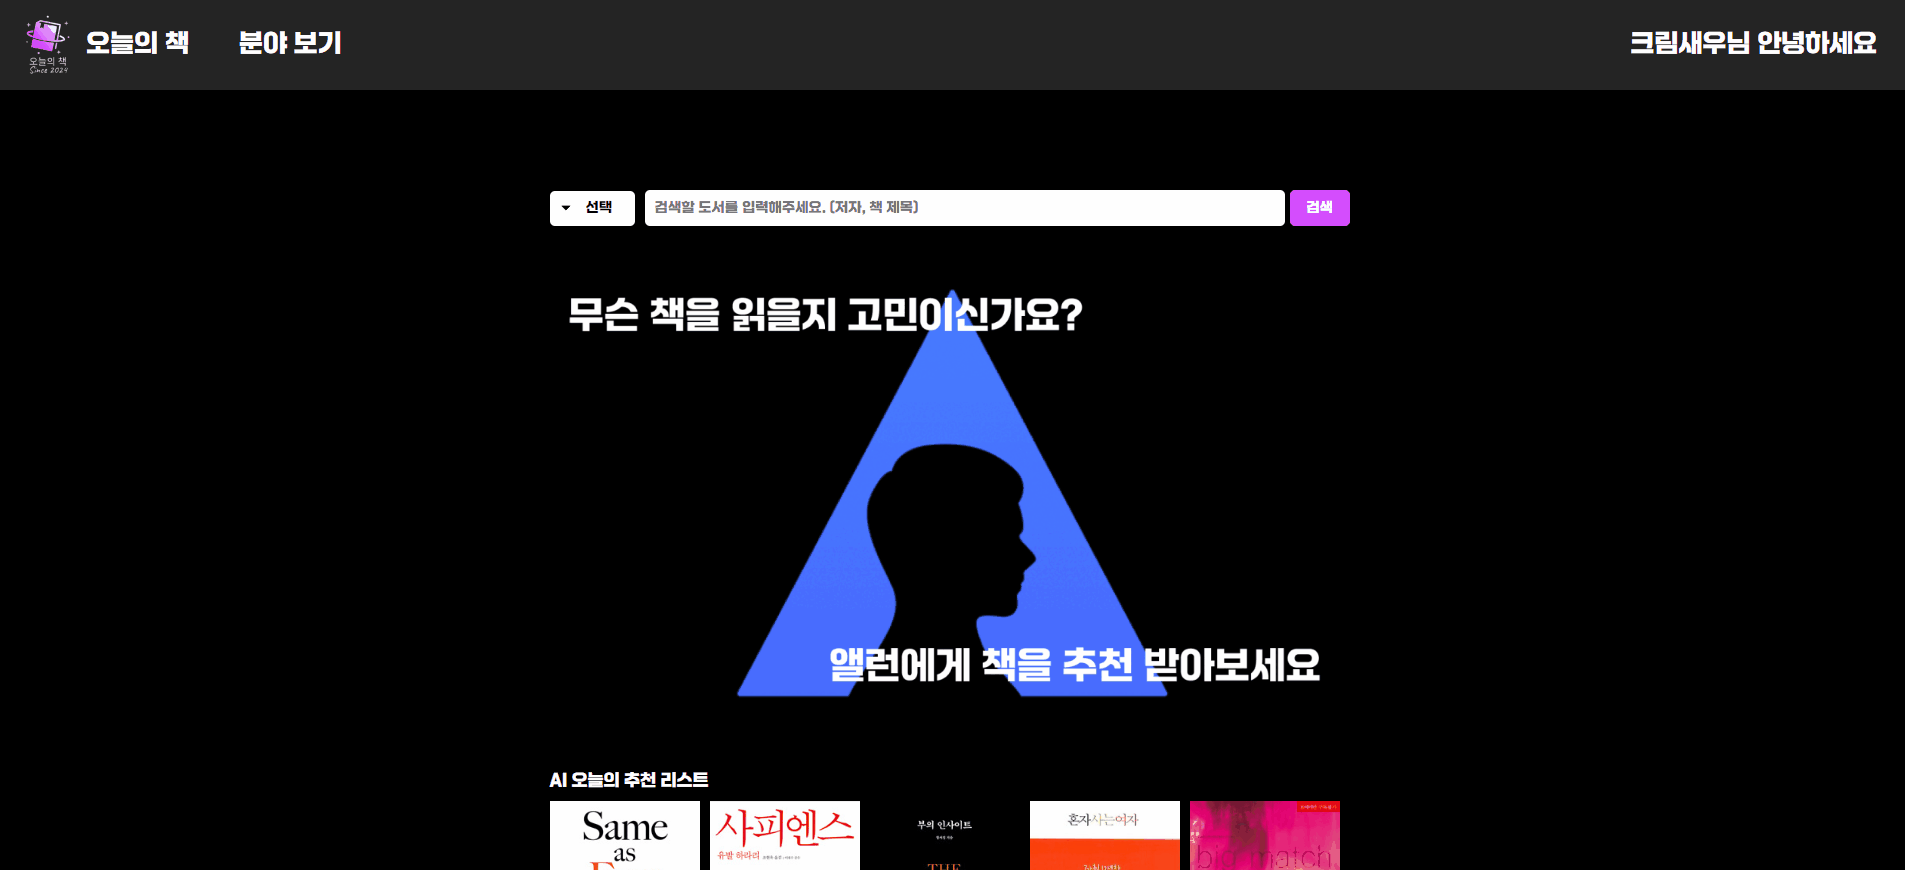 오늘의 책
Since 2024
오늘의 책
분야 보기
크림새우님 안녕하세요
선택
검색할 도서를 입력해주세요. (저자, 책 제목)
검색
무슨 책을 읽을지 고민이신가요?
앨런에게 책을 추천 받아보세요
AI 오늘의 추천 리스트
Same
as
사피엔스
유발 하라리
부의 인사이트
THE
혼자사는여자
big match